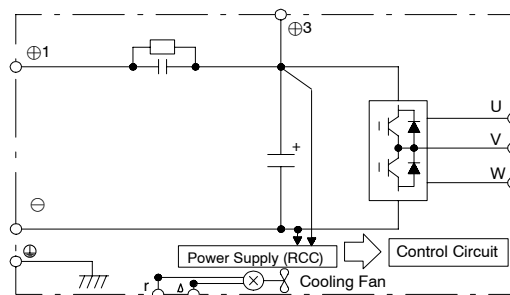 ⊕3
⊕1
+
U
V
W
⊖
Power Supply (RCC)
Control Circuit
r
Δ
Cooling Fan